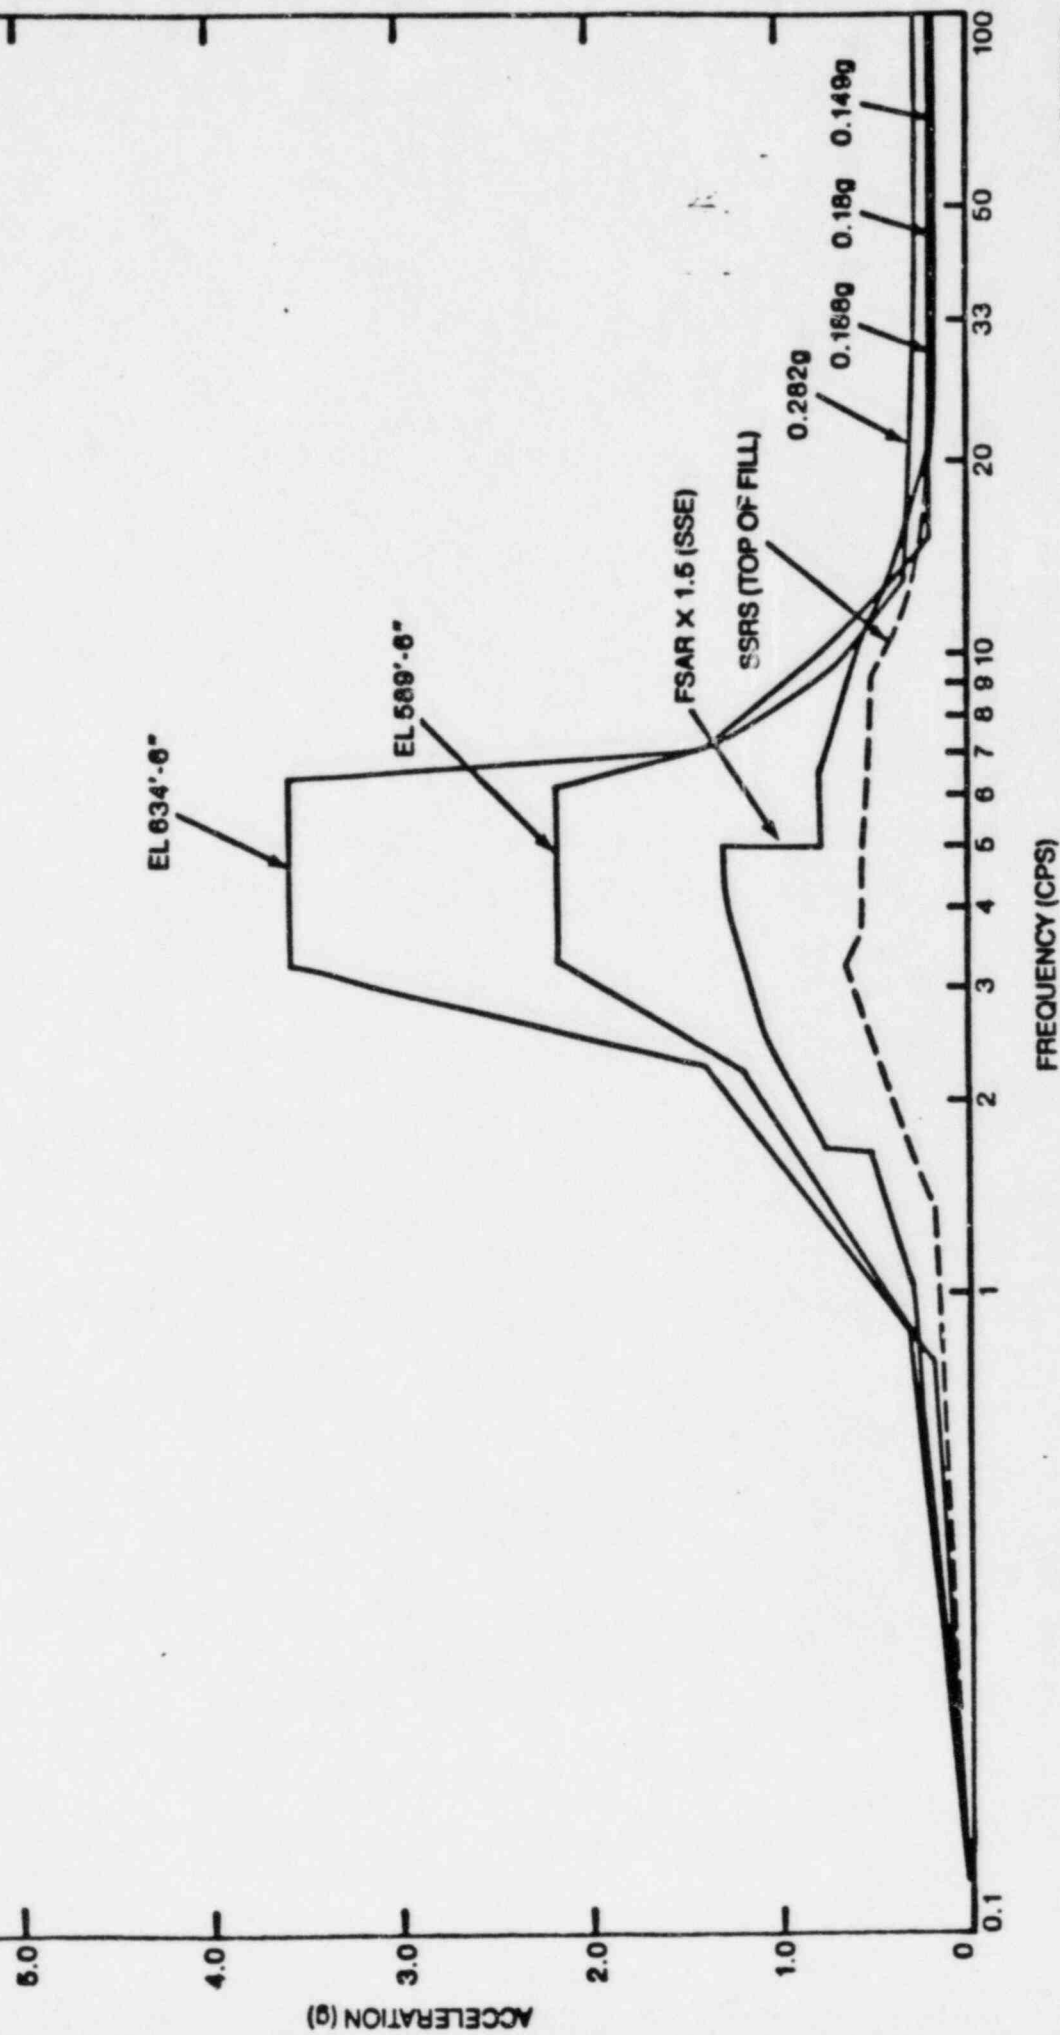 ACCELERATION (g)
5.0
4.0
3.0
2.0
1.0
0
EL 634'-6"
EL 589'-6"
FSAR X 1.5 (SSE)
SSRS (TOP OF FILL)
0.282g
0.188g
0.18g
0.149g
0.1
1
2
3
4
5
6
7
8
9
10
20
33
50
100
FREQUENCY (CPS)